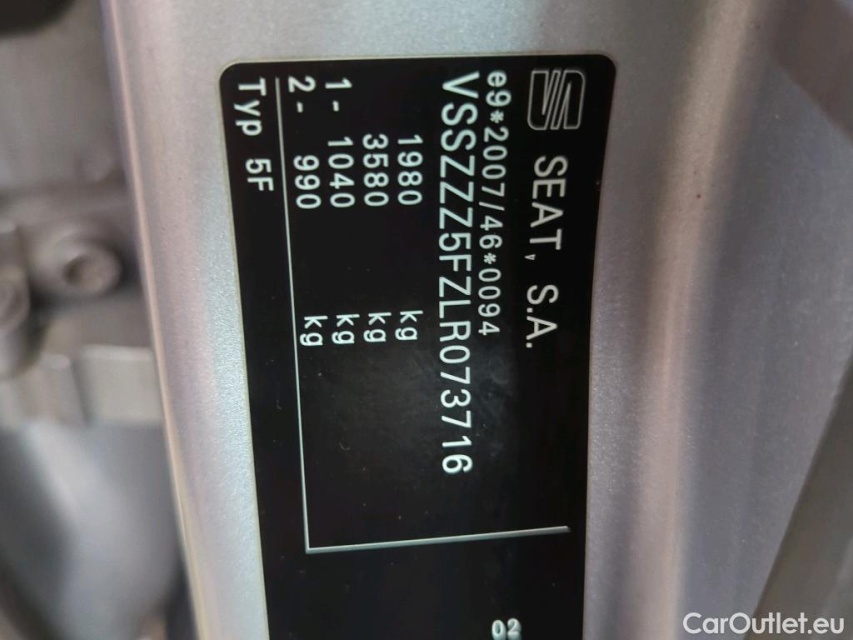 SEAT, S.A.
e9*2007/46*0094
VSSZZZ5FZLR073716
1980 kg
3580 kg
1- 1040 kg
2- 990 kg
Typ 5F
02
CarOutlet.eu